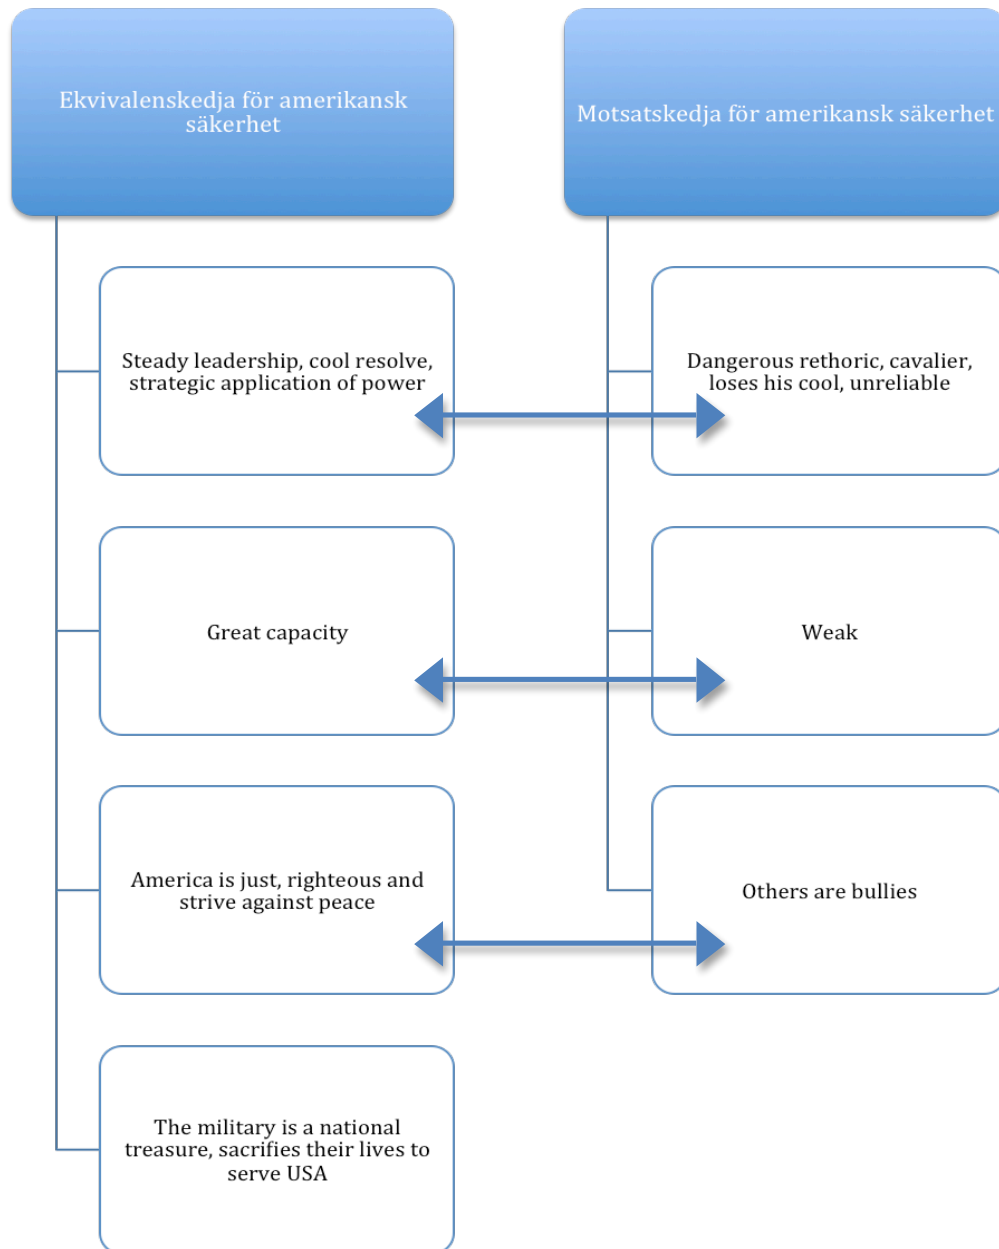 Ekvivalenskedja för amerikansk
säkerhet
Steady leadership, cool resolve,
strategic application of power
Great capacity
America is just, righteous and
strive against peace
The military is a national
treasure, sacrifies their lives to
serve USA
Motsatskedja för amerikansk säkerhet
Dangerous rethoric, cavalier,
loses his cool, unreliable
Weak
Others are bullies